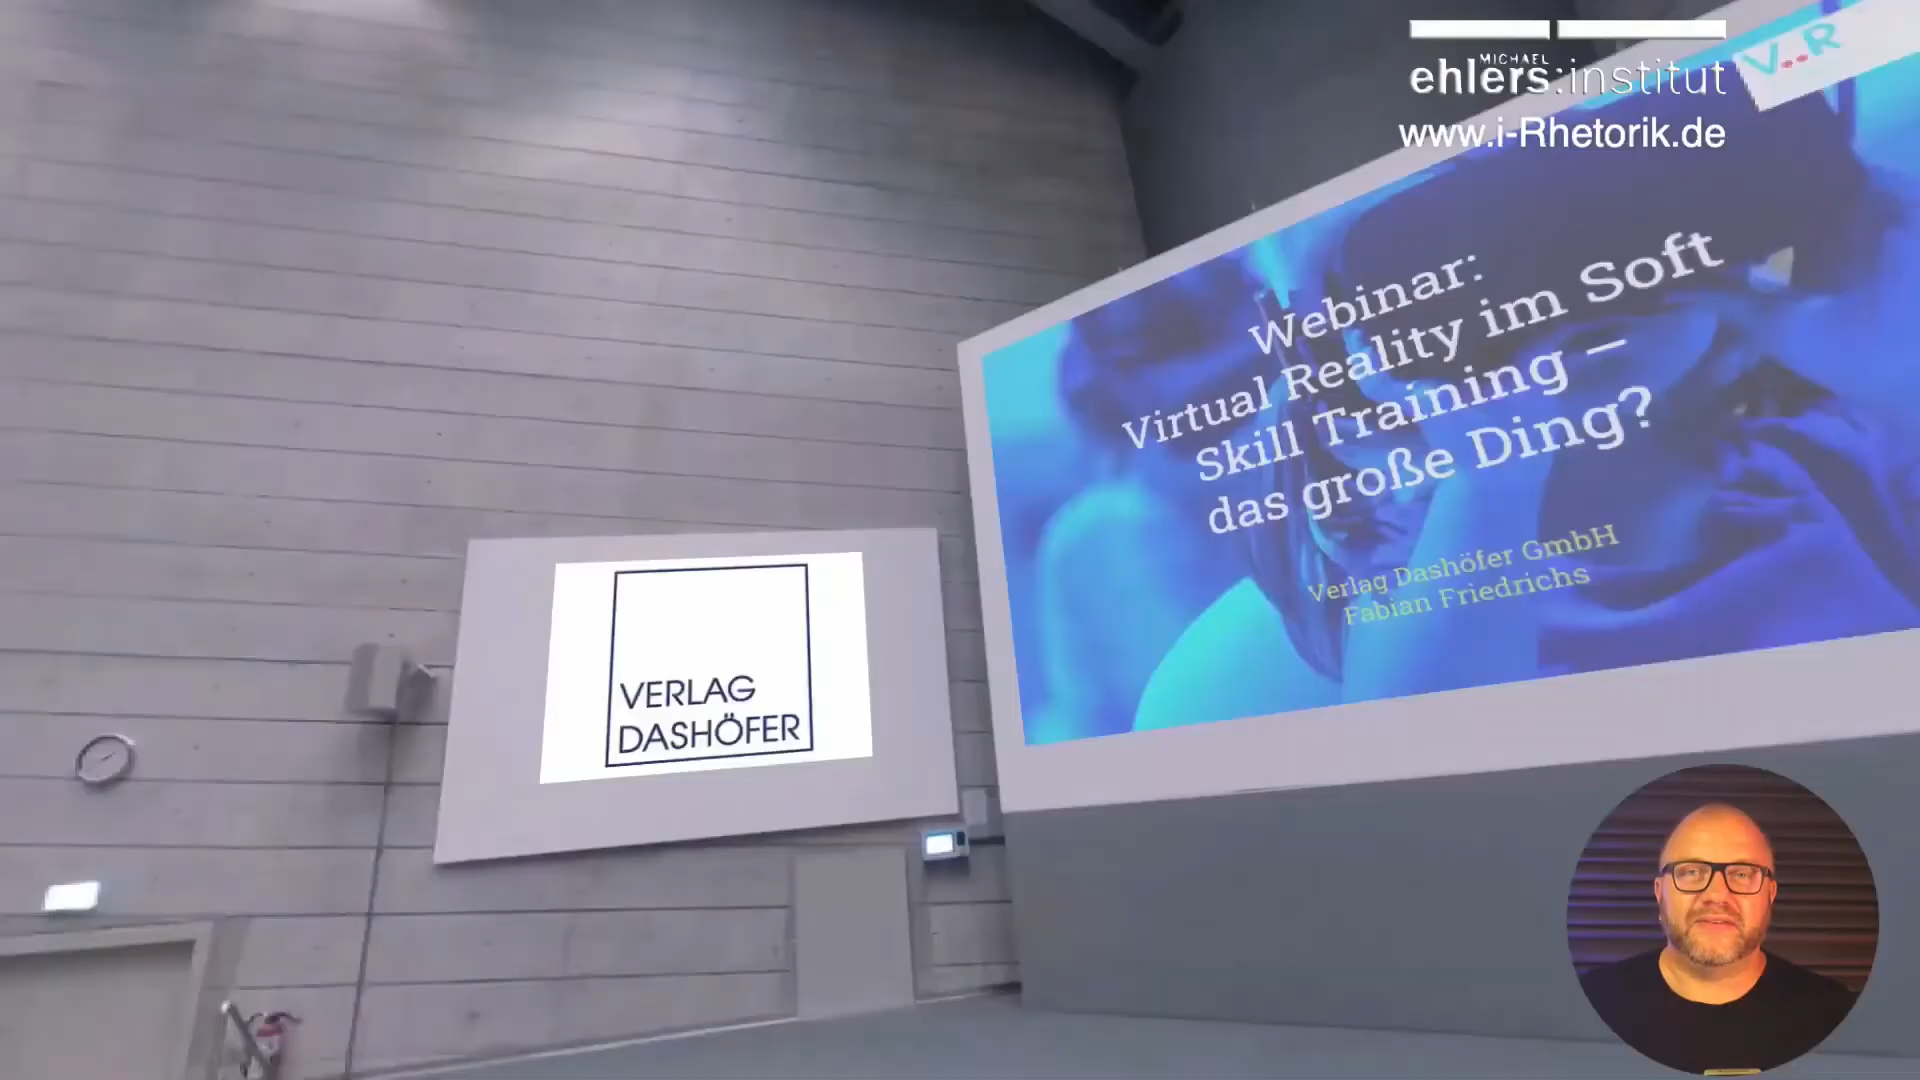 MICHAEL
ehlers:institut
www.i-Rhetorik.de
V..R
Webinar:
Virtual Reality im Soft
Skill Training –
das große Ding?
Verlag Dashöfer GmbH
Fabian Friedrichs
VERLAG
DASHÖFER